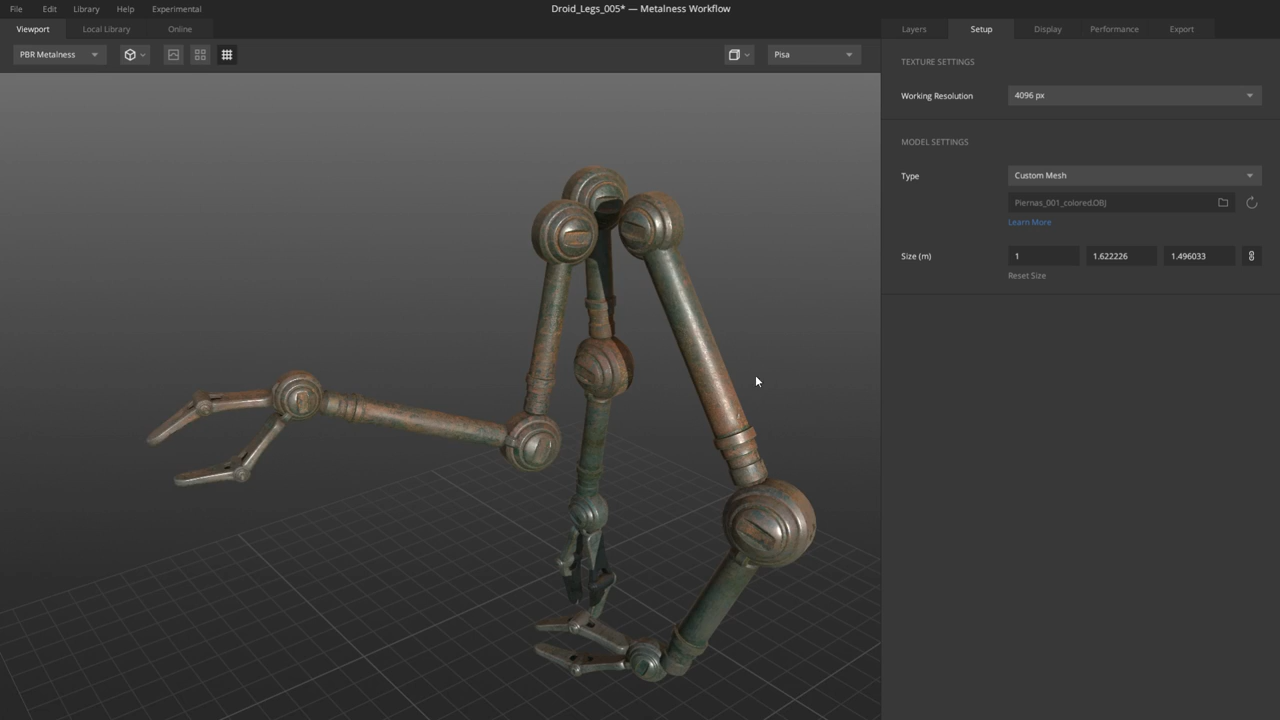 File Edit Library Help Experimental
Droid_Legs_005* — Metalness Workflow
Viewport Local Library Online
Layers Setup Display Performance Export
PBR Metalness
Pisa
TEXTURE SETTINGS
Working Resolution 4096 px
MODEL SETTINGS
Type Custom Mesh
Piernas_001_colored.OBJ
Learn More
Size (m) 1 1.622226 1.496033
Reset Size